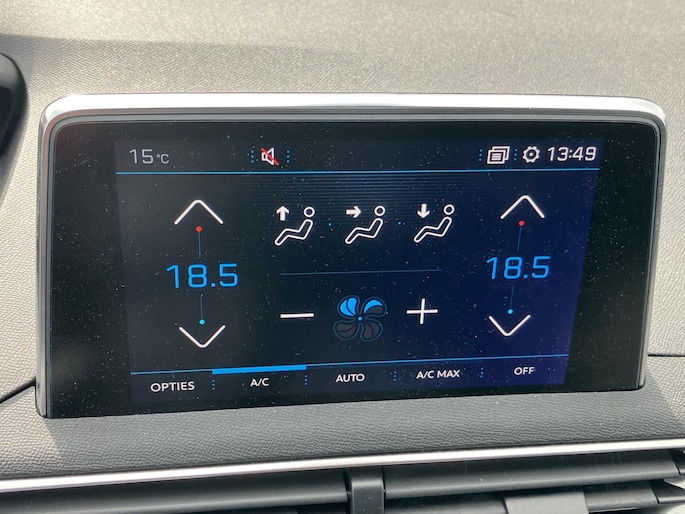 15°C 13:49
18.5 18.5
OPTIES A/C AUTO A/C MAX OFF